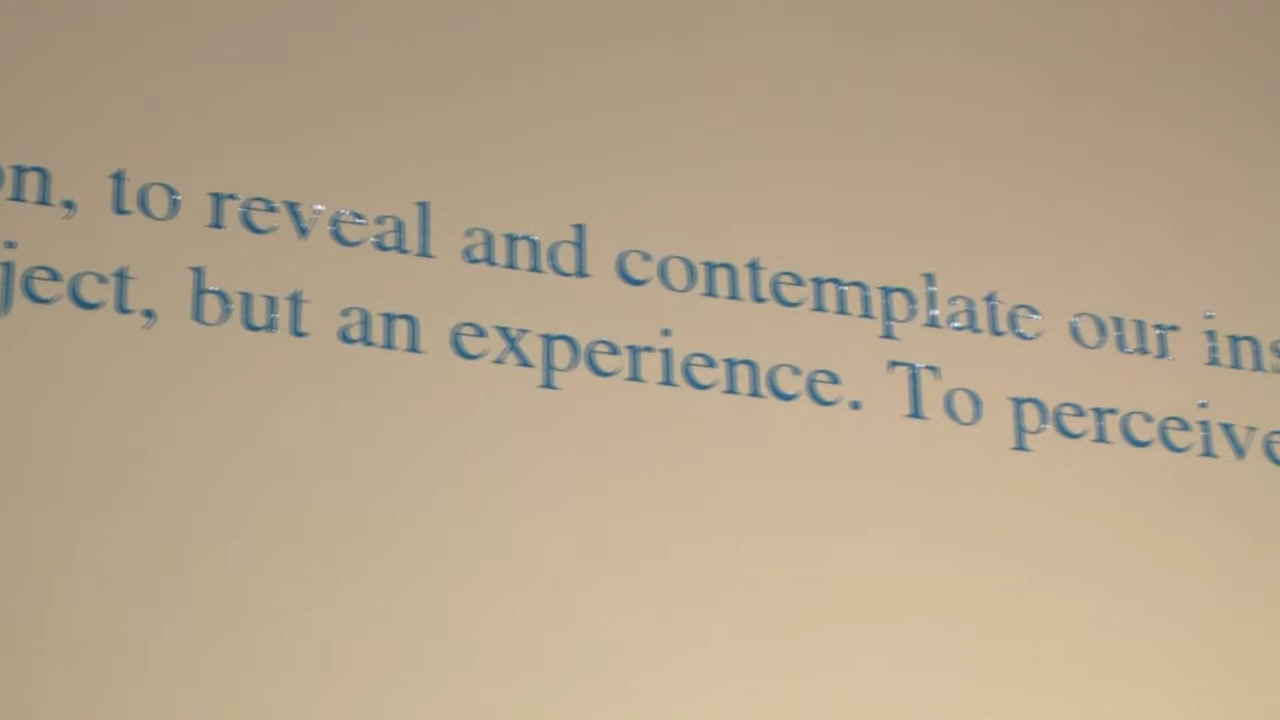 on, to reveal and contemplate our ins
ject, but an experience. To perceive